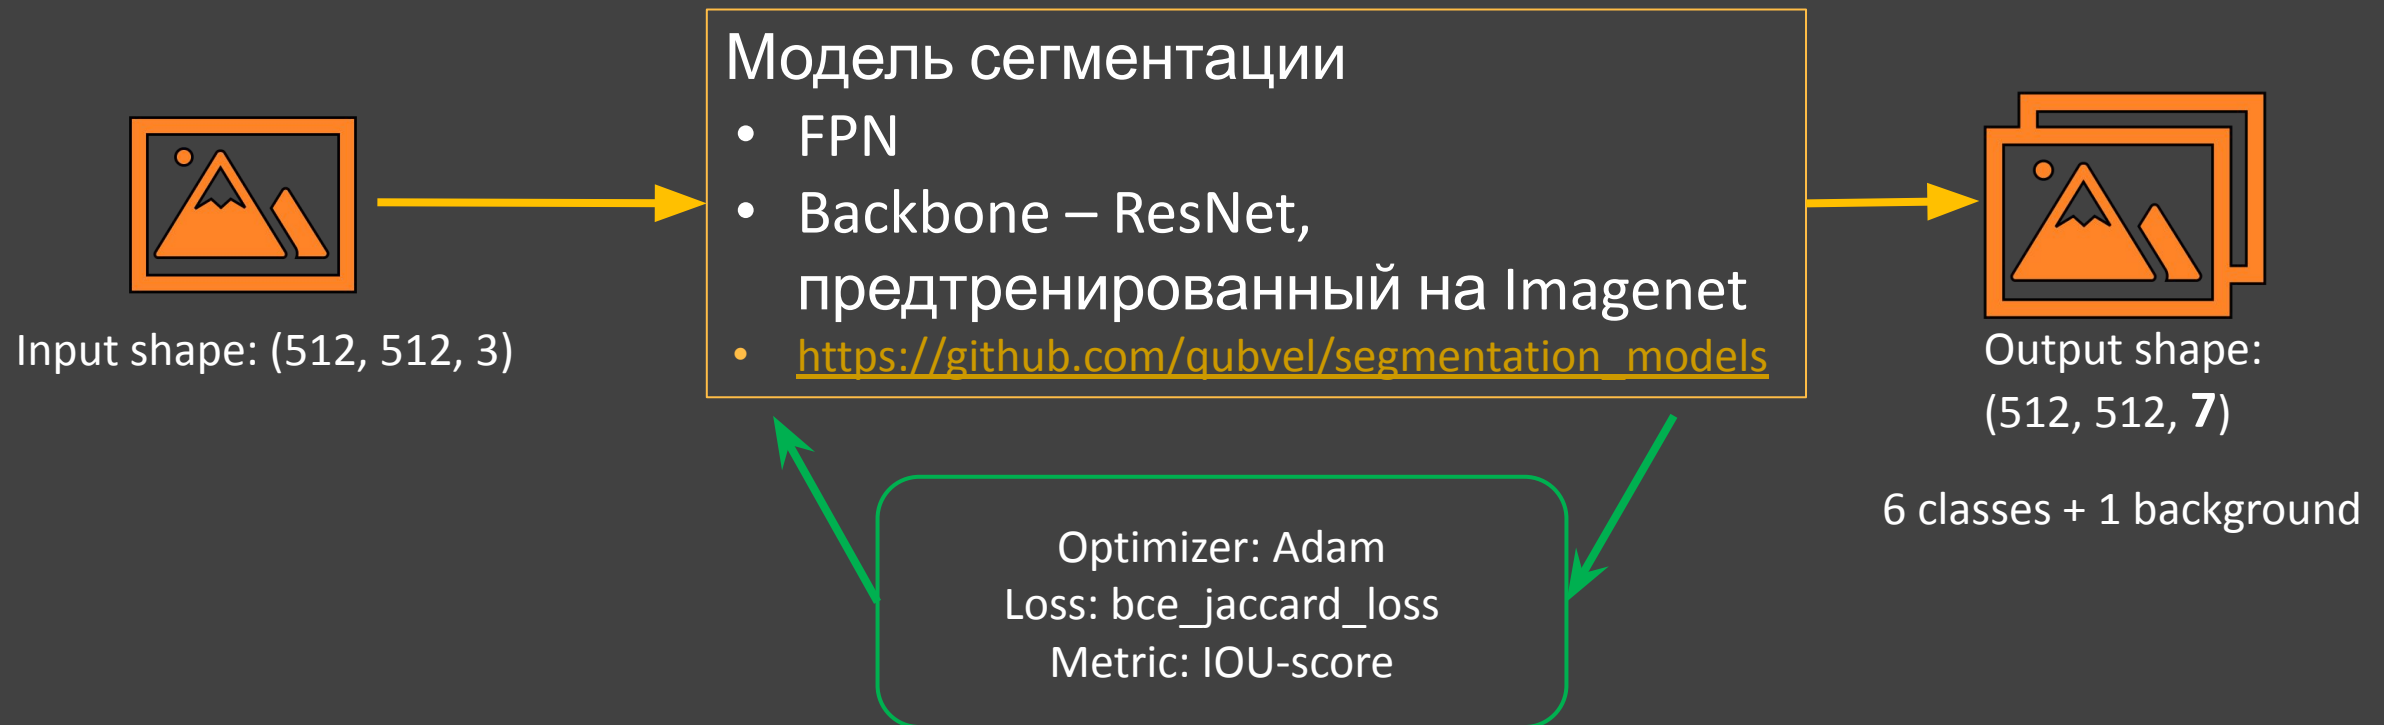 Модель сегментации
• FPN
• Backbone – ResNet,
предтренированный на Imagenet
• https://github.com/qubvel/segmentation_models
Input shape: (512, 512, 3)
Output shape:
(512, 512, 7)
6 classes + 1 background
Optimizer: Adam
Loss: bce_jaccard_loss
Metric: IOU-score